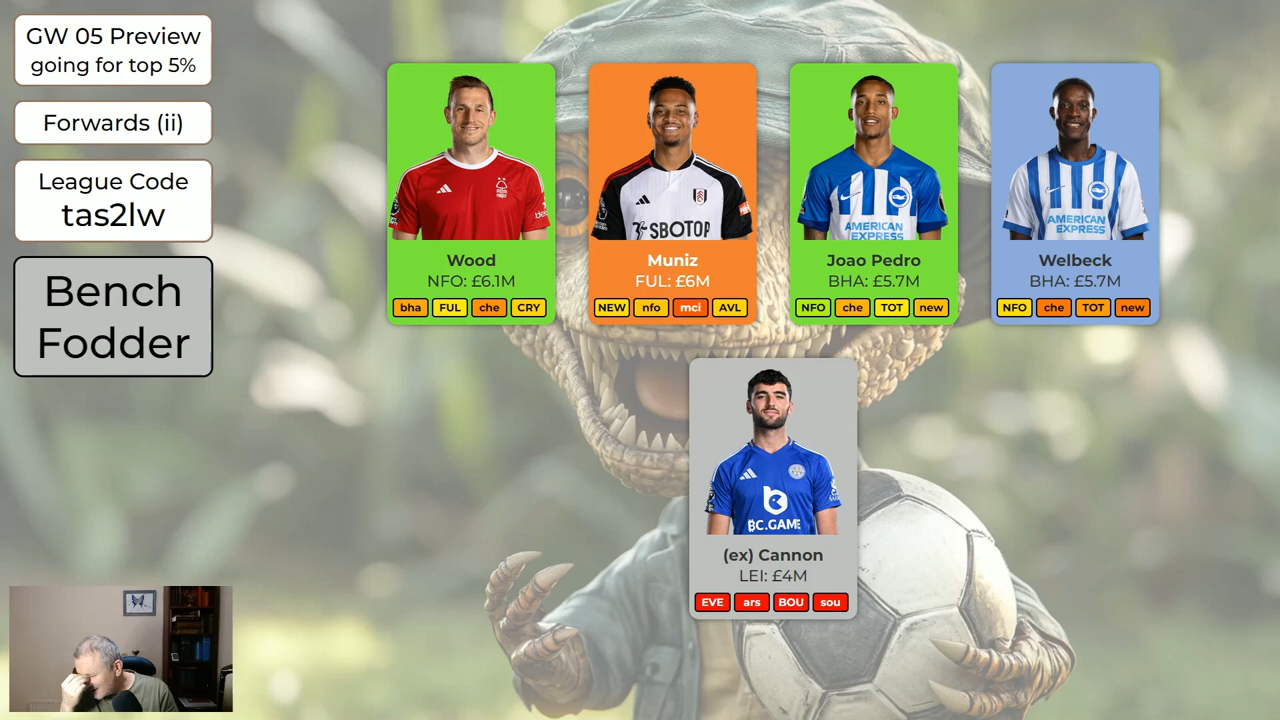 GW 05 Preview
going for top 5%
Forwards (ii)
League Code
tas2lw
Bench
Fodder
SBOTOP
AMERICAN
EXPRESS
AMERICAN
EXPRESS
Wood
NFO: £6.1M
bha FUL che CRY
Muniz
FUL: £6M
NEW nfo mci AVL
Joao Pedro
BHA: £5.7M
NFO che TOT new
Welbeck
BHA: £5.7M
NFO che TOT new
BC.GAME
(ex) Cannon
LEI: £4M
EVE ars BOU sou